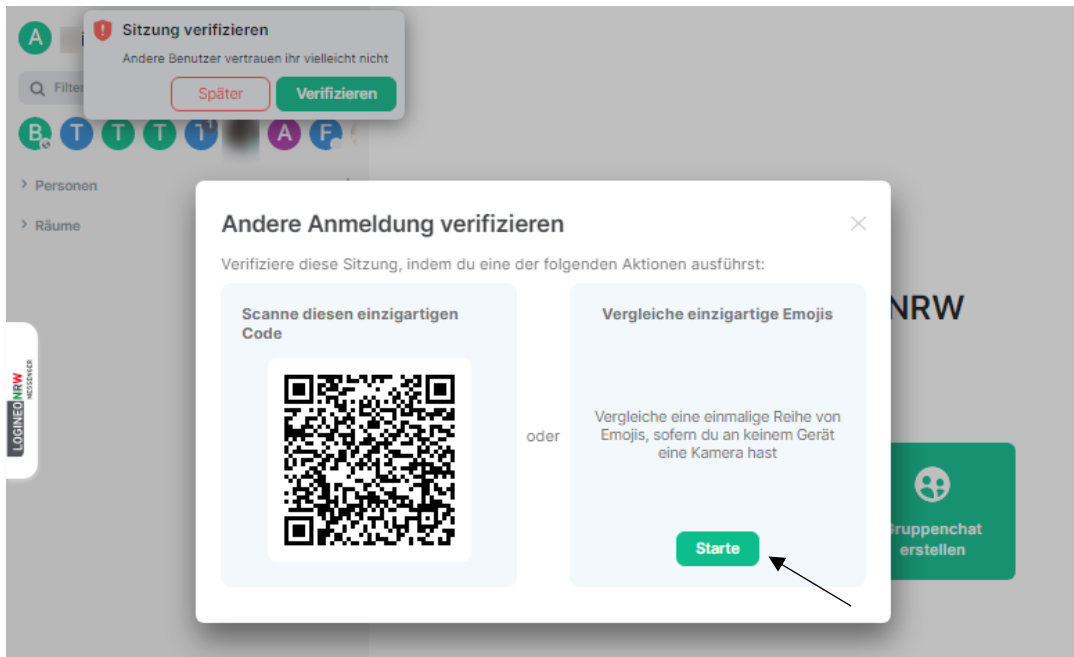 Sitzung verifizieren
Andere Benutzer vertrauen ihr vielleicht nicht
Später
Verifizieren
A
Filter
B T T T T A F
Personen
Räume
Andere Anmeldung verifizieren
Verifiziere diese Sitzung, indem du eine der folgenden Aktionen ausführst:
Scanne diesen einzigartigen
Code
oder
Vergleiche einzigartige Emojis
Vergleiche eine einmalige Reihe von
Emojis, sofern du an keinem Gerät
eine Kamera hast
Starte
NRW
ruppenchat
erstellen
LOGINEO NRW
MESSENGER